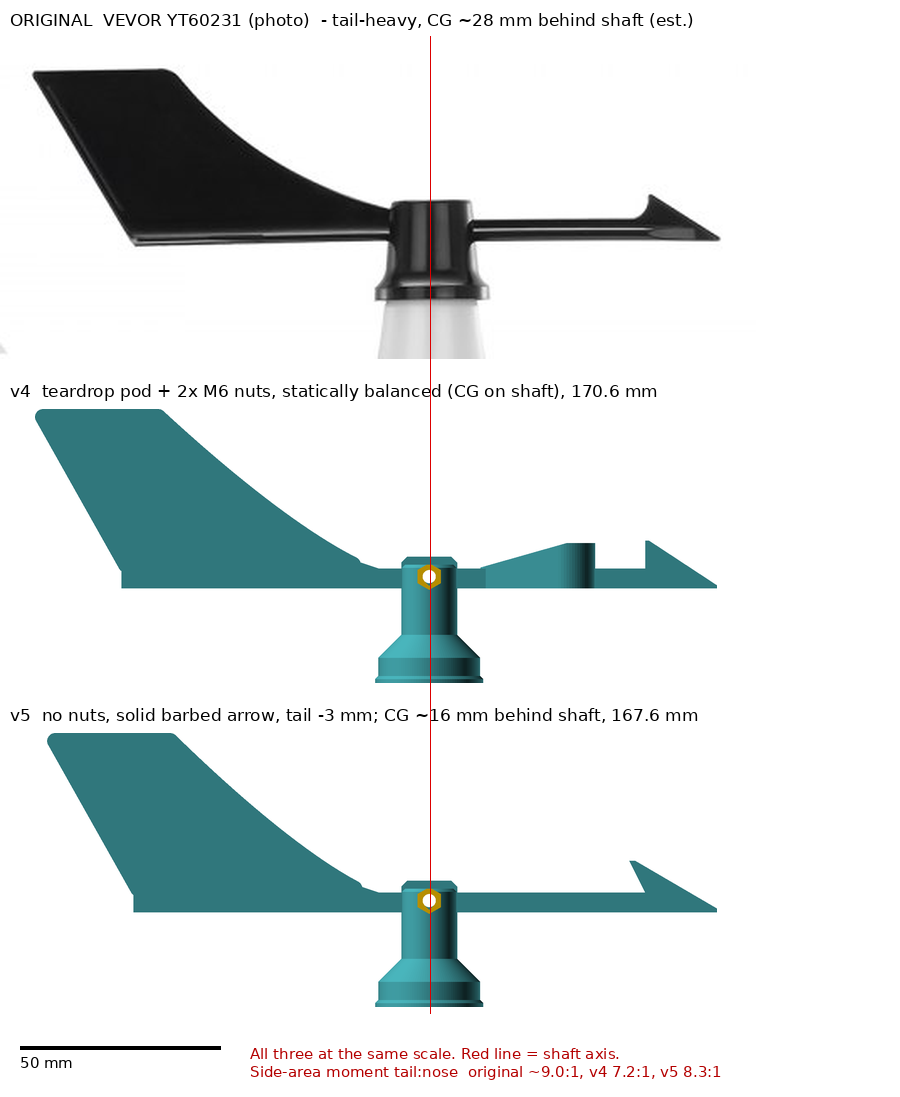 ORIGINAL  VEVOR YT60231 (photo)  - tail-heavy, CG ~28 mm behind shaft (est.)
v4  teardrop pod + 2x M6 nuts, statically balanced (CG on shaft), 170.6 mm
v5  no nuts, solid barbed arrow, tail -3 mm; CG ~16 mm behind shaft, 167.6 mm
50 mm
All three at the same scale. Red line = shaft axis.
Side-area moment tail:nose  original ~9.0:1, v4 7.2:1, v5 8.3:1